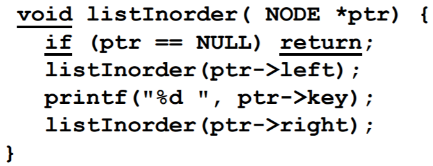 void listInorder( NODE *ptr) {
if (ptr == NULL) return;
listInorder(ptr->left);
printf("%d ", ptr->key);
listInorder(ptr->right);
}